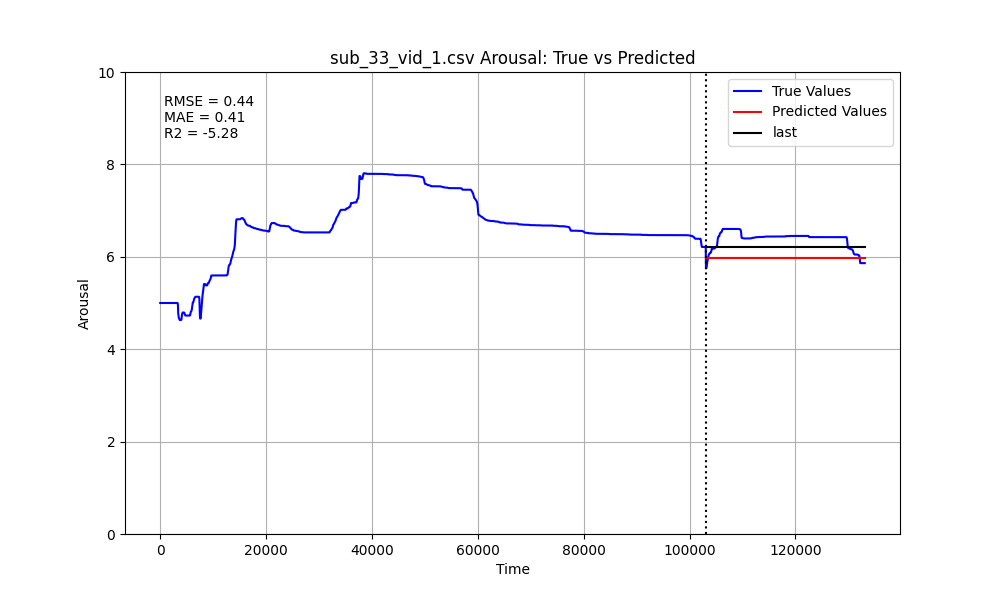 sub_33_vid_1.csv Arousal: True vs Predicted
RMSE = 0.44
MAE = 0.41
R2 = -5.28
True Values
Predicted Values
last
10
8
6
4
2
0
Arousal
0
20000
40000
60000
80000
100000
120000
Time